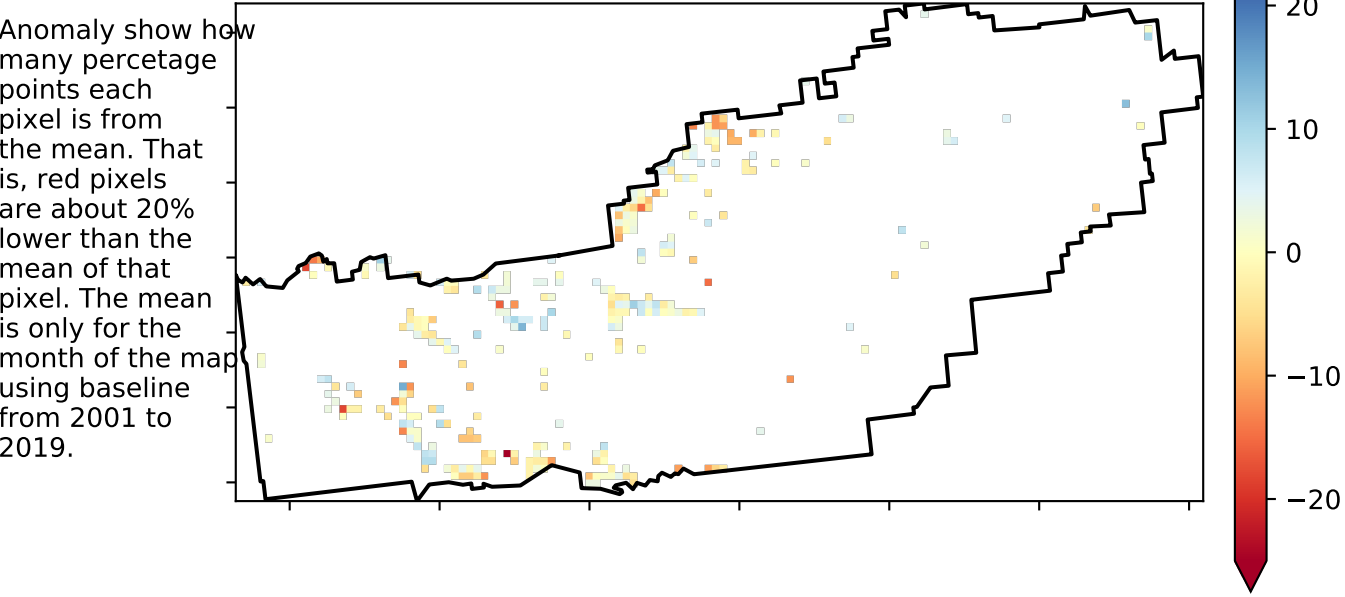 Anomaly show how
many percetage
points each
pixel is from
the mean. That
is, red pixels
are about 20%
lower than the
mean of that
pixel. The mean
is only for the
month of the map
using baseline
from 2001 to
2019.
20
10
0
−10
−20